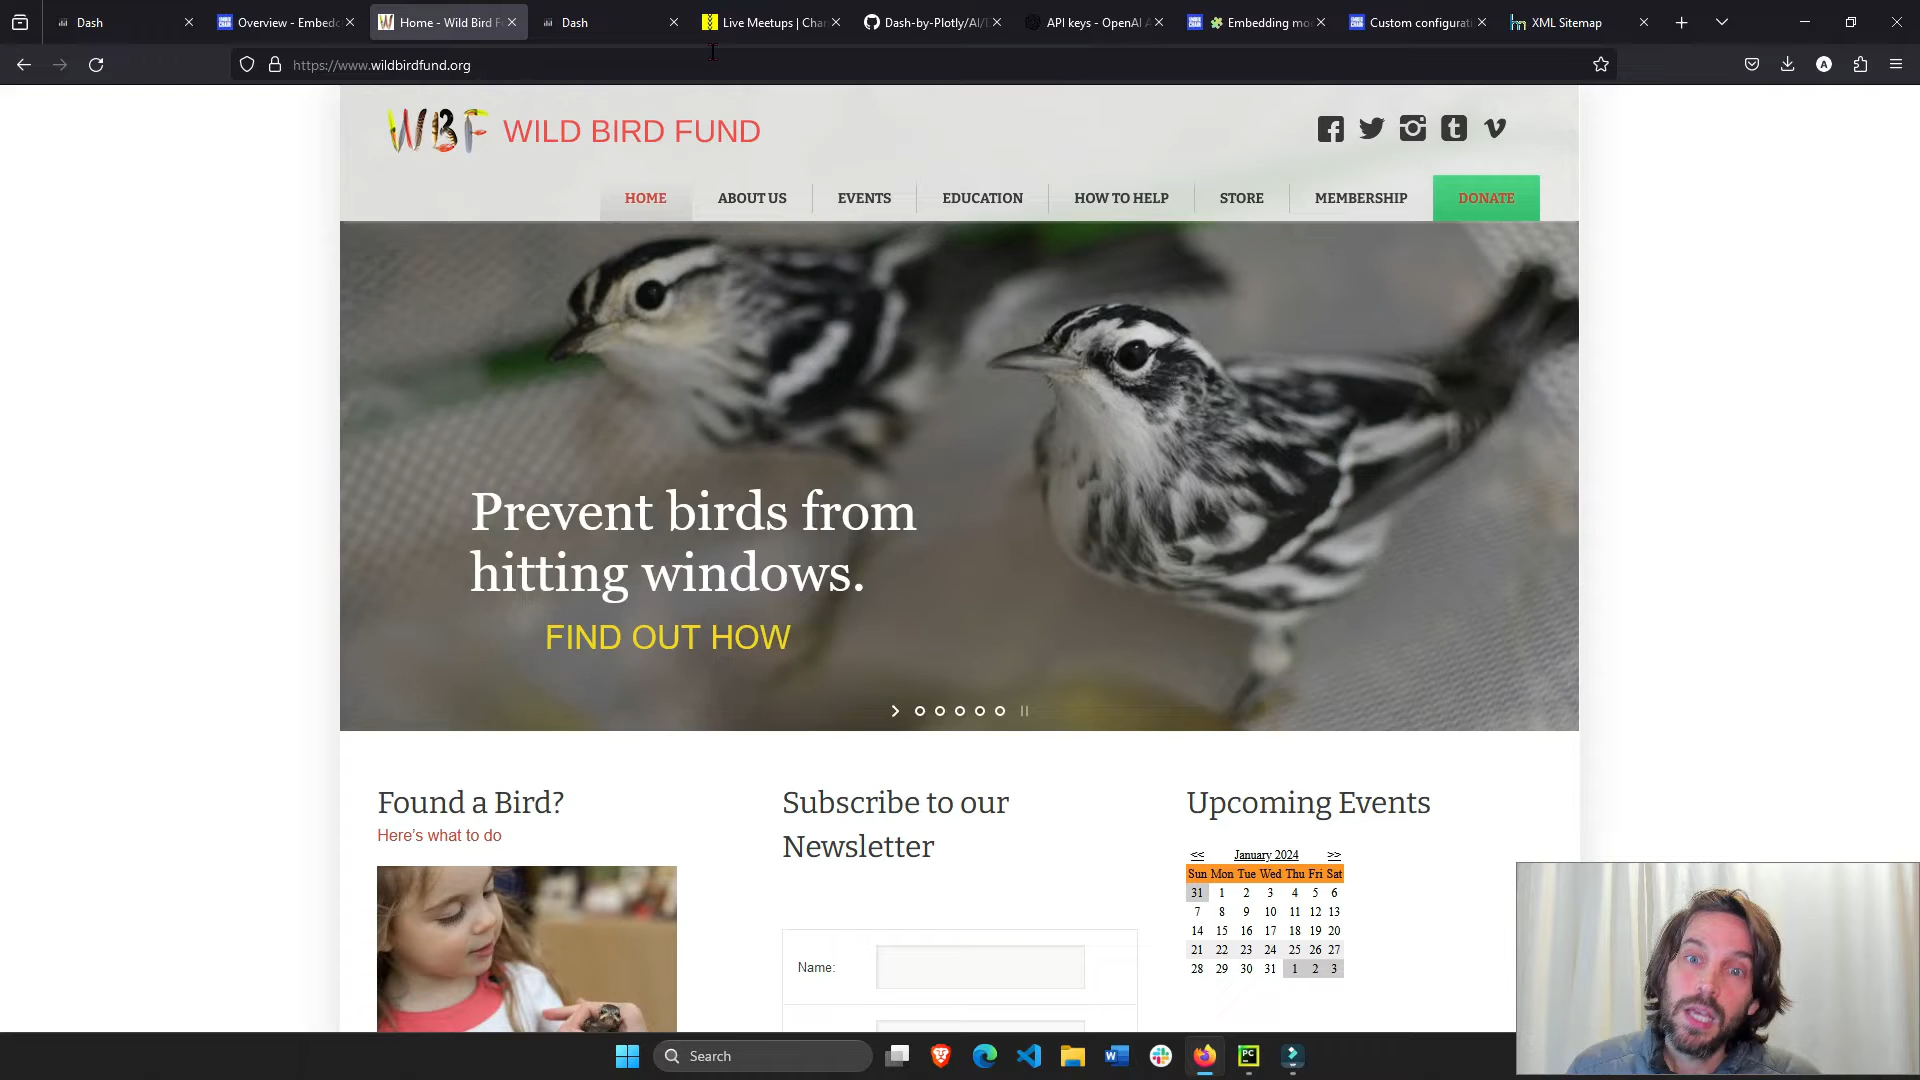 Dash
Overview - Embedc
Home - Wild Bird F
Dash
Live Meetups | Char
Dash-by-Plotly/AI/L
API keys - OpenAI A
Embedding mo
Custom configurati
XML Sitemap
https://www.wildbirdfund.org
A
WBF WILD BIRD FUND
HOME
ABOUT US
EVENTS
EDUCATION
HOW TO HELP
STORE
MEMBERSHIP
DONATE
Prevent birds from
hitting windows.
FIND OUT HOW
Found a Bird?
Here's what to do
Subscribe to our
Newsletter
Name:
Upcoming Events
<< January 2024 >>
Sun Mon Tue Wed Thu Fri Sat
31 1 2 3 4 5 6
7 8 9 10 11 12 13
14 15 16 17 18 19 20
21 22 23 24 25 26 27
28 29 30 31 1 2 3
Search